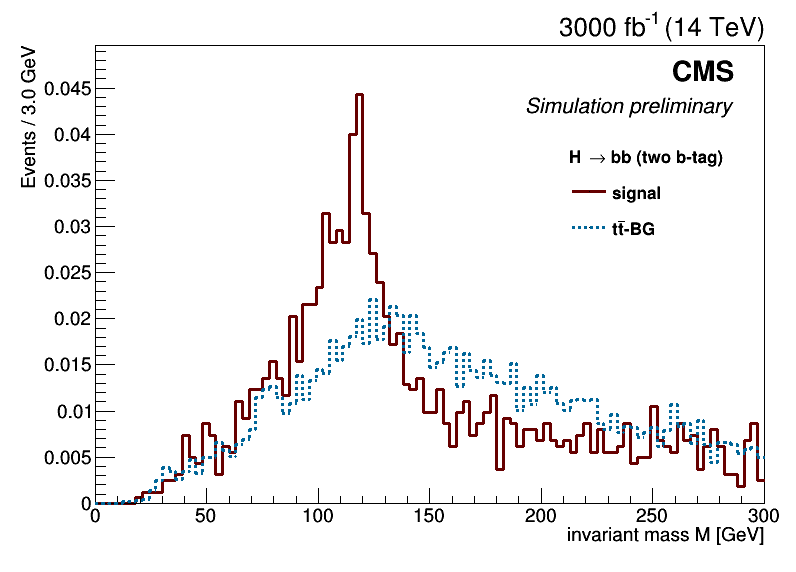 3000 fb⁻¹ (14 TeV)
CMS
Simulation preliminary
H → bb (two b-tag)
signal
tt̄-BG
Events / 3.0 GeV
0.045
0.04
0.035
0.03
0.025
0.02
0.015
0.01
0.005
0
0 50 100 150 200 250 300
invariant mass M [GeV]